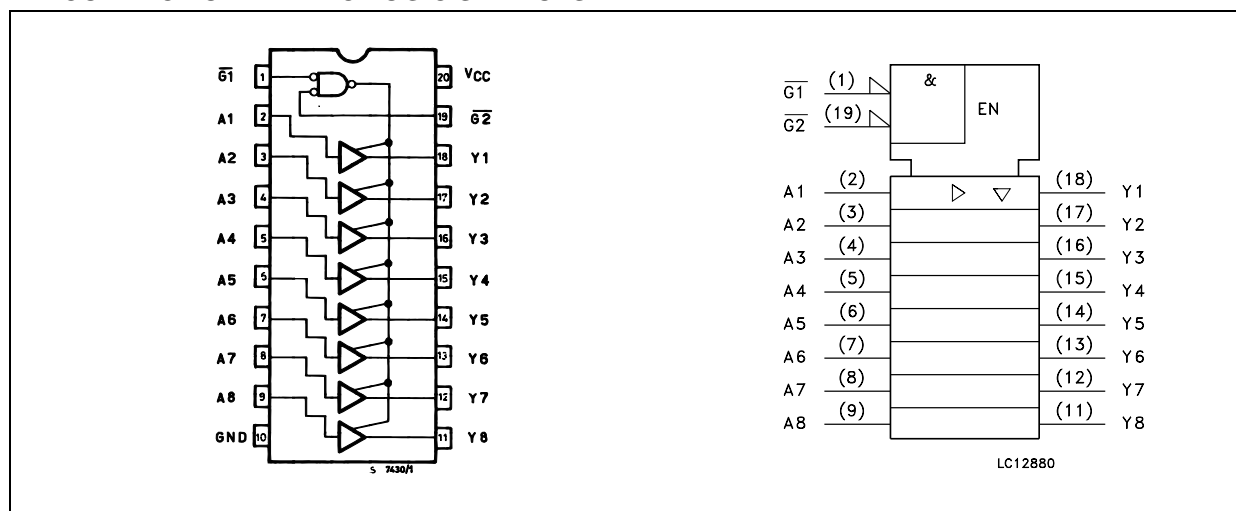 G1 1 20 VCC
A1 2 19 G2
A2 3 18 Y1
A3 4 17 Y2
A4 5 16 Y3
A5 6 15 Y4
A6 7 14 Y5
A7 8 13 Y6
A8 9 12 Y7
GND 10 11 Y8
S 7430/1
G1 (1) & EN
G2 (19)
A1 (2) (18) Y1
A2 (3) (17) Y2
A3 (4) (16) Y3
A4 (5) (15) Y4
A5 (6) (14) Y5
A6 (7) (13) Y6
A7 (8) (12) Y7
A8 (9) (11) Y8
LC12880